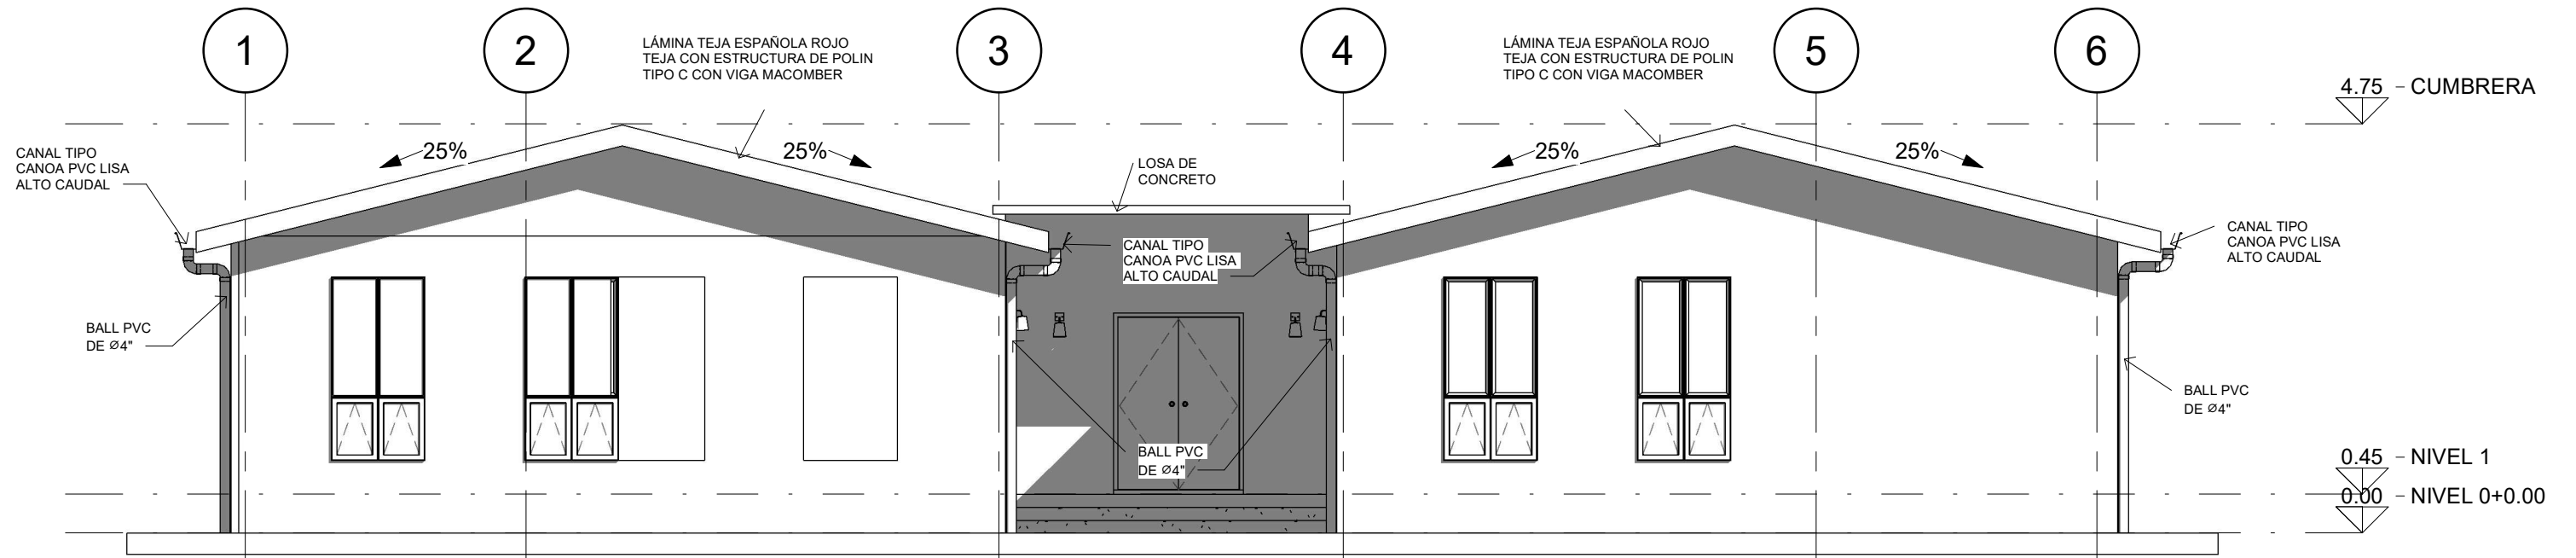 1
2
3
4
5
6
LÁMINA TEJA ESPAÑOLA ROJO
TEJA CON ESTRUCTURA DE POLIN
TIPO C CON VIGA MACOMBER
LÁMINA TEJA ESPAÑOLA ROJO
TEJA CON ESTRUCTURA DE POLIN
TIPO C CON VIGA MACOMBER
4.75 - CUMBRERA
CANAL TIPO
CANOA PVC LISA
ALTO CAUDAL
25%
25%
LOSA DE
CONCRETO
25%
25%
CANAL TIPO
CANOA PVC LISA
ALTO CAUDAL
CANAL TIPO
CANOA PVC LISA
ALTO CAUDAL
BALL PVC
DE Ø4"
BALL PVC
DE Ø4"
BALL PVC
DE Ø4"
0.45 - NIVEL 1
0.00 - NIVEL 0+0.00